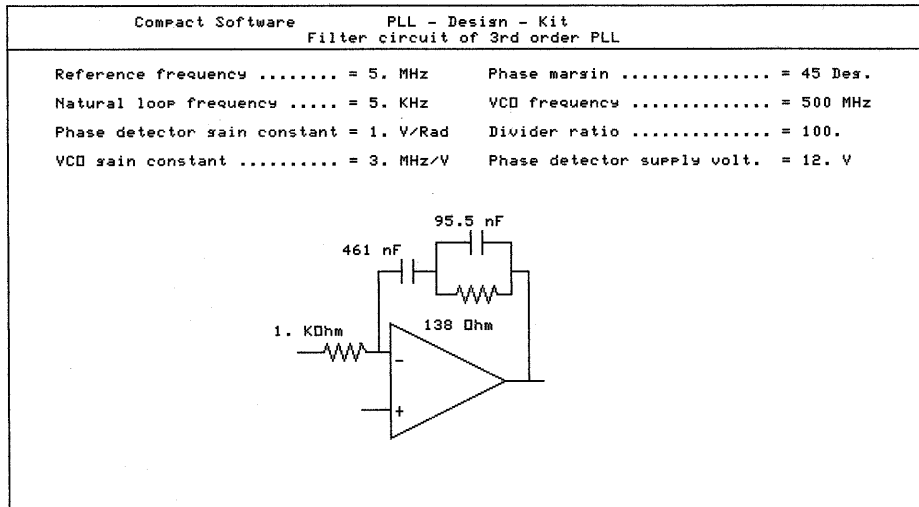 Compact Software PLL - Design - Kit
Filter circuit of 3rd order PLL
Reference frequency ........ = 5. MHz Phase margin ............... = 45 Deg.
Natural loop frequency ..... = 5. KHz VCO frequency .............. = 500 MHz
Phase detector gain constant = 1. V/Rad Divider ratio .............. = 100.
VCO gain constant .......... = 3. MHz/V Phase detector supply volt. = 12. V
95.5 nF
461 nF
1. KOhm
138 Ohm
-
+